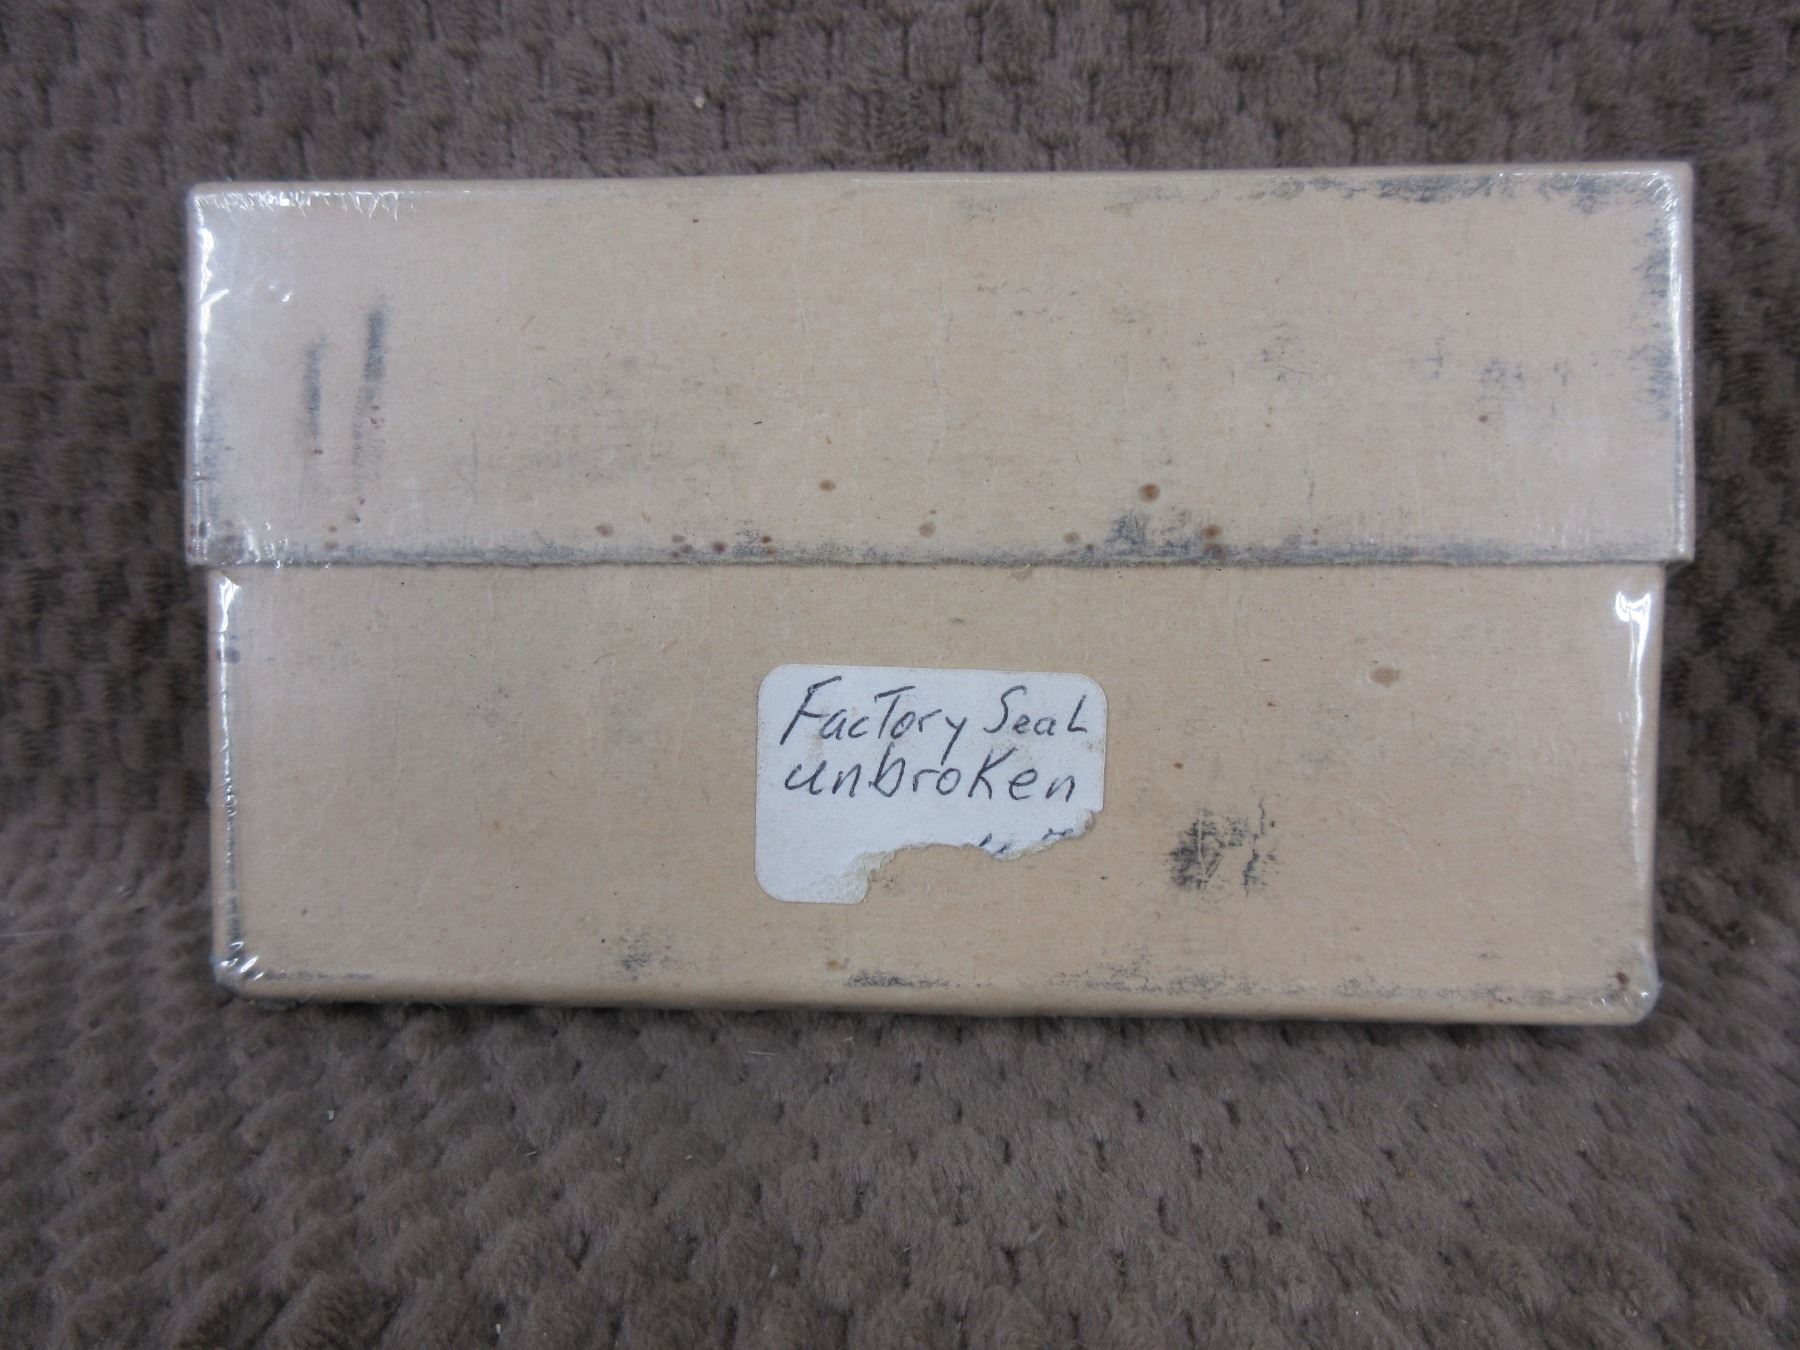 Factory Seal
unbroken